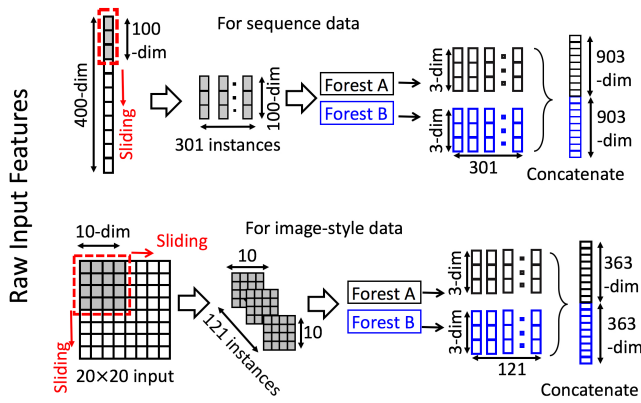 Raw Input Features
For sequence data
400-dim
100
-dim
Sliding
301 instances
100-dim
Forest A
Forest B
3-dim
3-dim
301
903
-dim
903
-dim
Concatenate
For image-style data
10-dim
Sliding
Sliding
20×20 input
10
10
121 instances
Forest A
Forest B
3-dim
3-dim
121
363
-dim
363
-dim
Concatenate